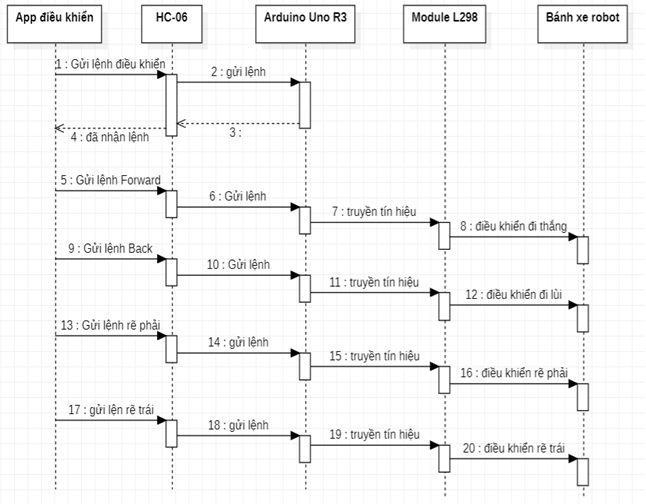 App điều khiển
HC-06
Arduino Uno R3
Module L298
Bánh xe robot
1 : Gửi lệnh điều khiển
2 : gửi lệnh
3 :
4 : đã nhận lệnh
5 : Gửi lệnh Forward
6 : Gửi lệnh
7 : truyền tín hiệu
8 : điều khiển đi thắng
9 : Gửi lệnh Back
10 : Gửi lệnh
11 : truyền tín hiệu
12 : điều khiển đi lùi
13 : Gửi lệnh rẽ phải
14 : gửi lệnh
15 : truyền tín hiệu
16 : điều khiển rẽ phải
17 : gửi lện rẽ trái
18 : gửi lệnh
19 : truyền tín hiệu
20 : điều khiển rẽ trái